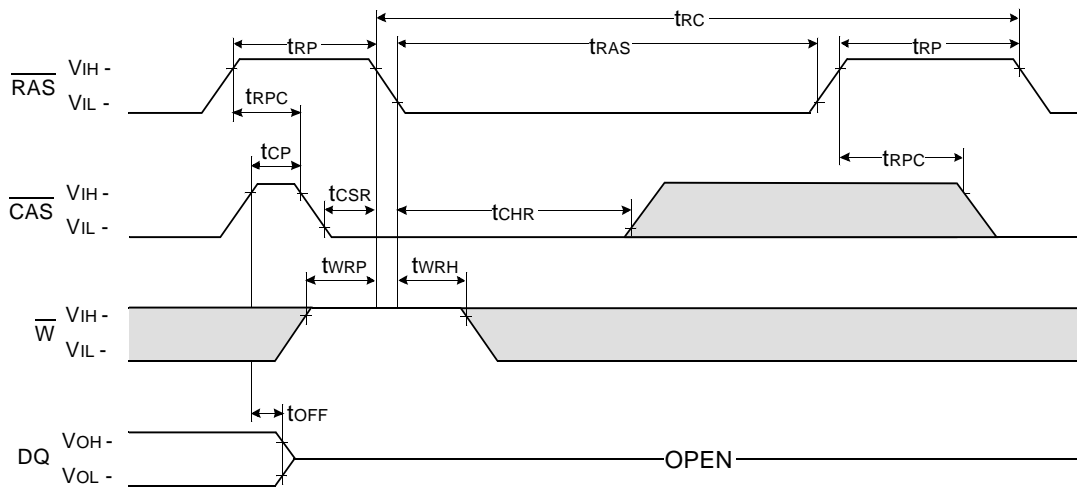 tRC
tRP
tRAS
tRP
RAS
VIH -
VIL -
tRPC
tCP
tRPC
CAS
VIH -
VIL -
tCSR
tCHR
tWRP
tWRH
W
VIH -
VIL -
tOFF
DQ
VOH -
VOL -
OPEN